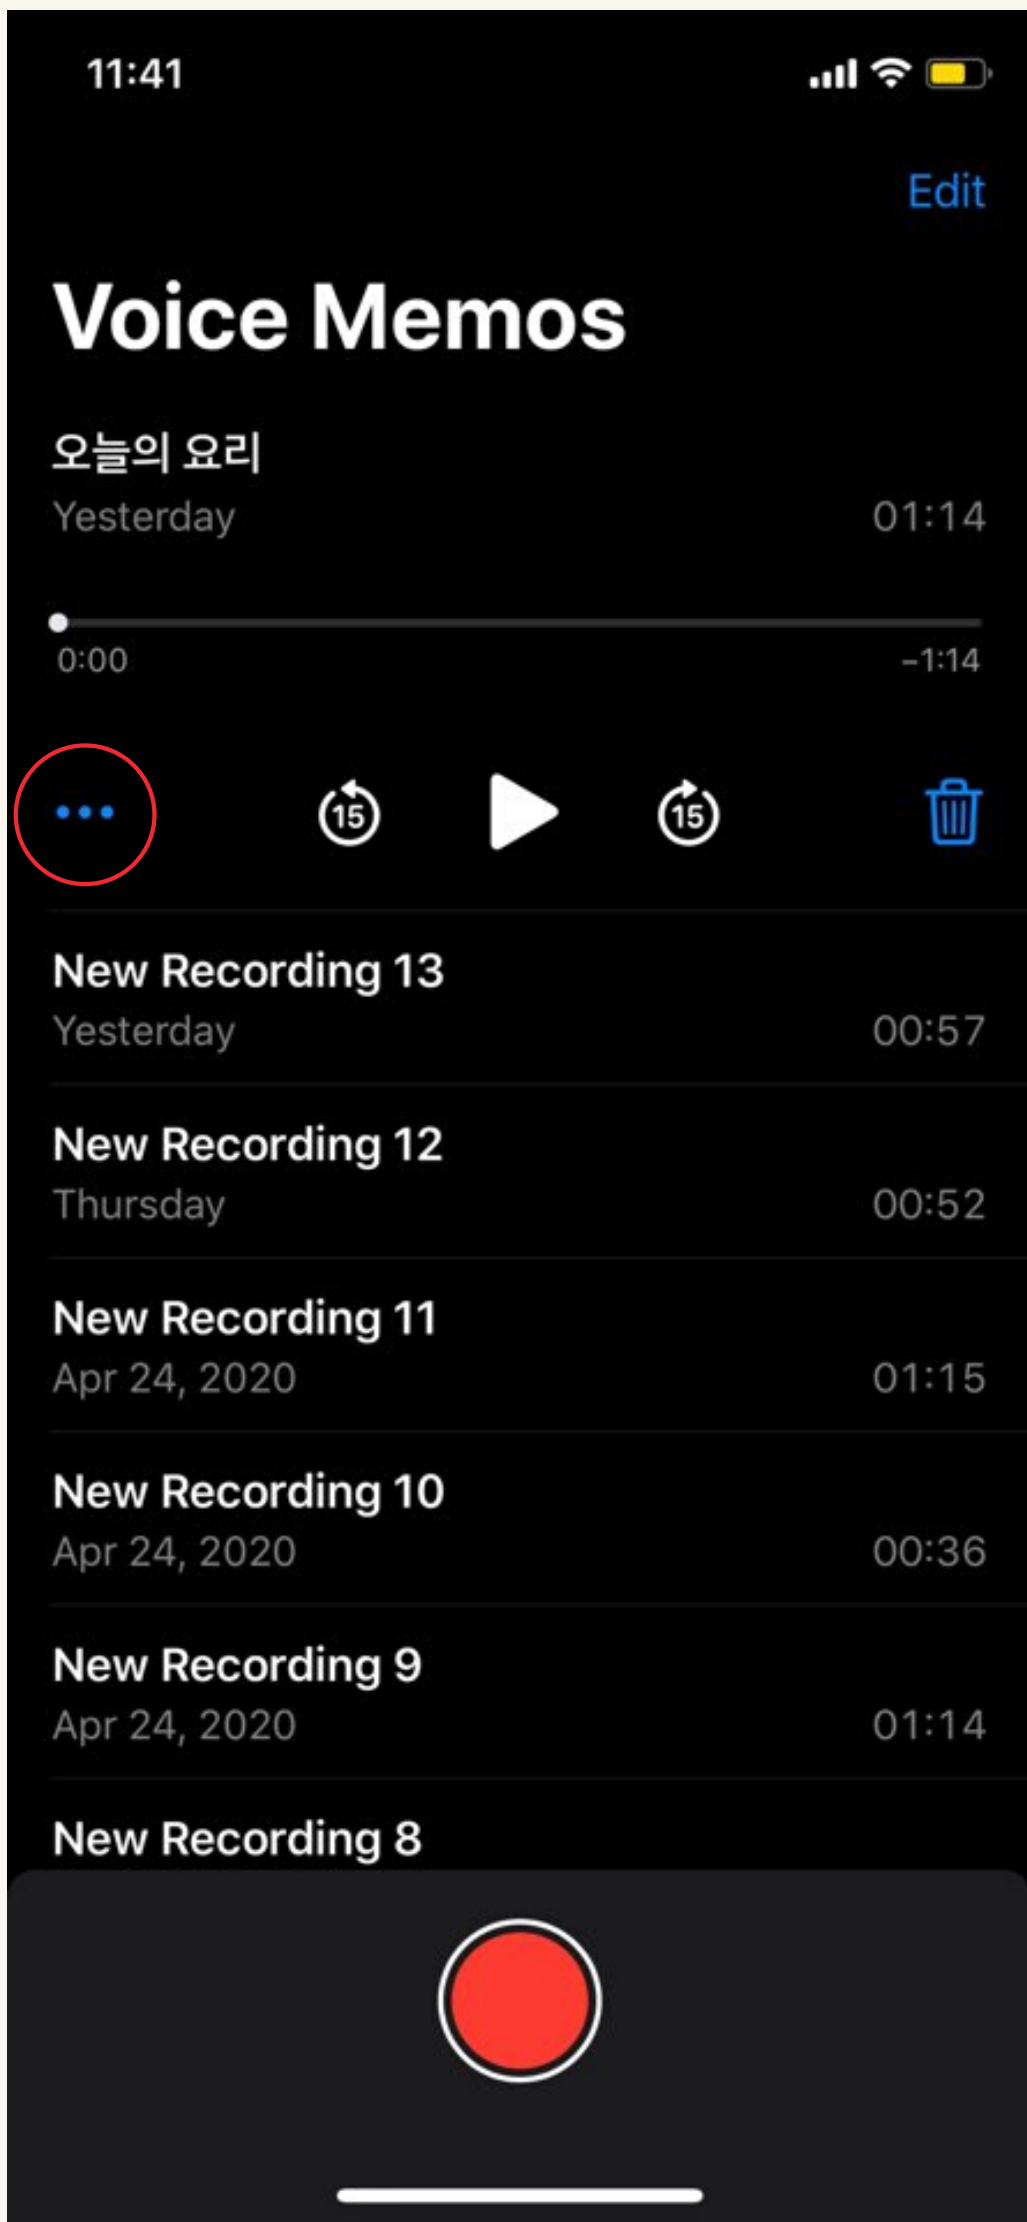 11:41
Edit
Voice Memos
오늘의 요리
Yesterday 01:14
0:00 -1:14
15 15
New Recording 13
Yesterday 00:57
New Recording 12
Thursday 00:52
New Recording 11
Apr 24, 2020 01:15
New Recording 10
Apr 24, 2020 00:36
New Recording 9
Apr 24, 2020 01:14
New Recording 8